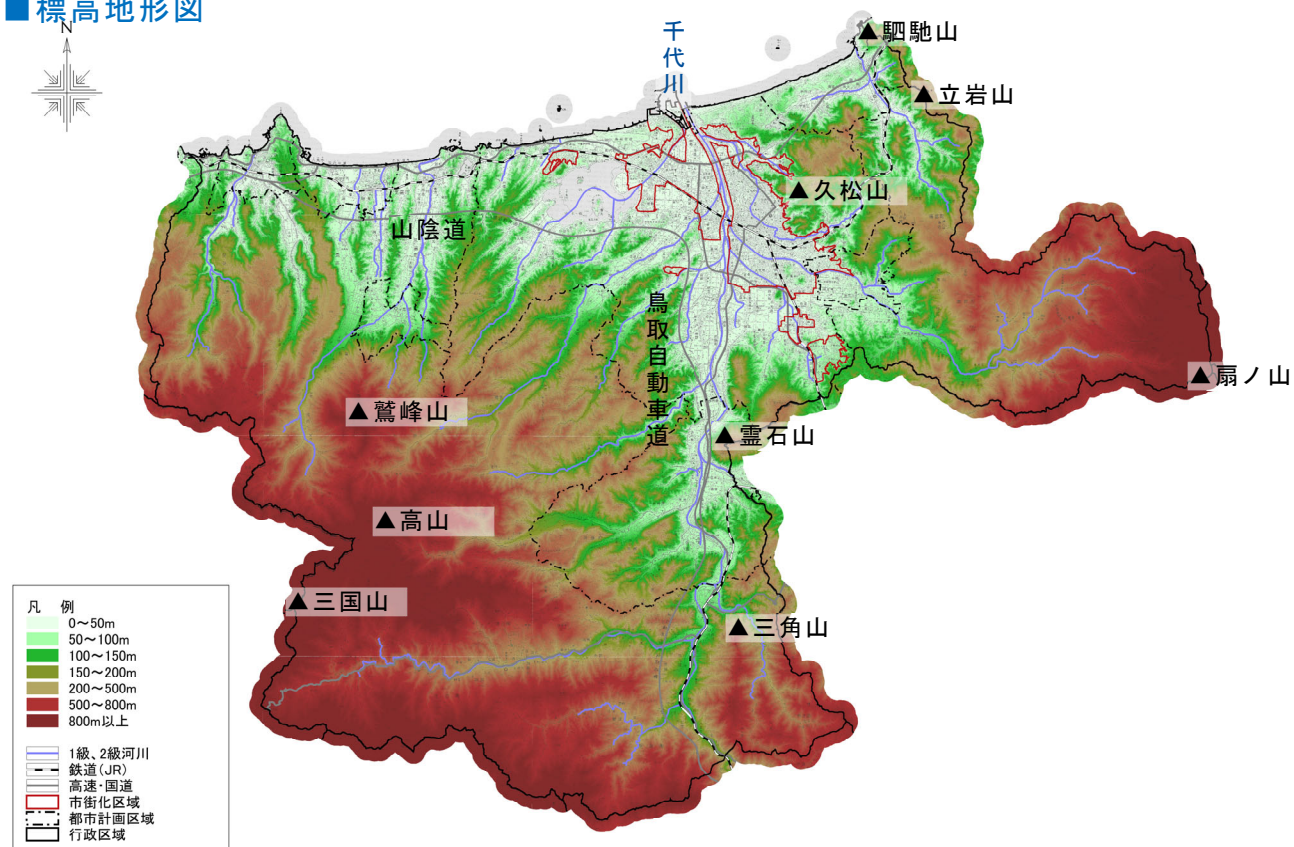 ■標高地形図
N
千代川
▲駟馳山
▲立岩山
▲久松山
山陰道
鳥取自動車道
▲扇ノ山
▲鷲峰山
▲霊石山
▲高山
▲三国山
▲三角山
凡 例
0～50m
50～100m
100～150m
150～200m
200～500m
500～800m
800m以上
1級、2級河川
鉄道(JR)
高速・国道
市街化区域
都市計画区域
行政区域